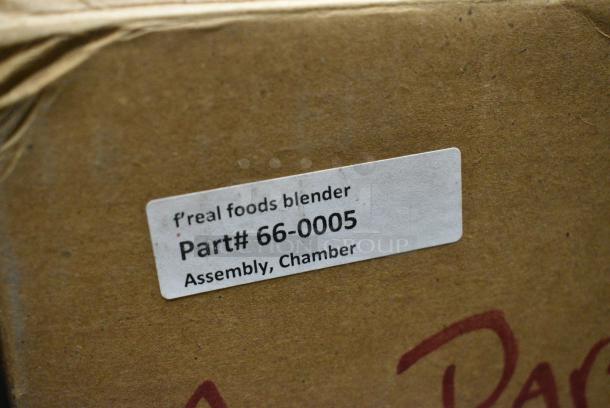 f'real foods blender
Part# 66-0005
Assembly, Chamber